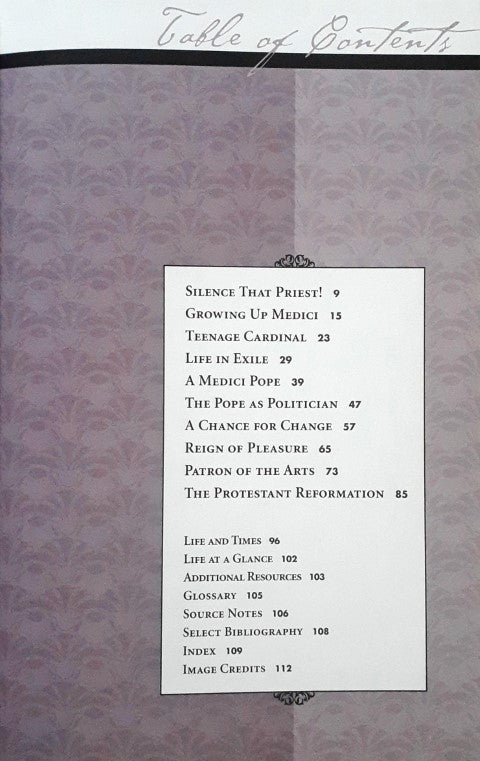 Table of Contents
Silence That Priest! 9
Growing Up Medici 15
Teenage Cardinal 23
Life in Exile 29
A Medici Pope 39
The Pope as Politician 47
A Chance for Change 57
Reign of Pleasure 65
Patron of the Arts 73
The Protestant Reformation 85
Life and Times 96
Life at a Glance 102
Additional Resources 103
Glossary 105
Source Notes 106
Select Bibliography 108
Index 109
Image Credits 112